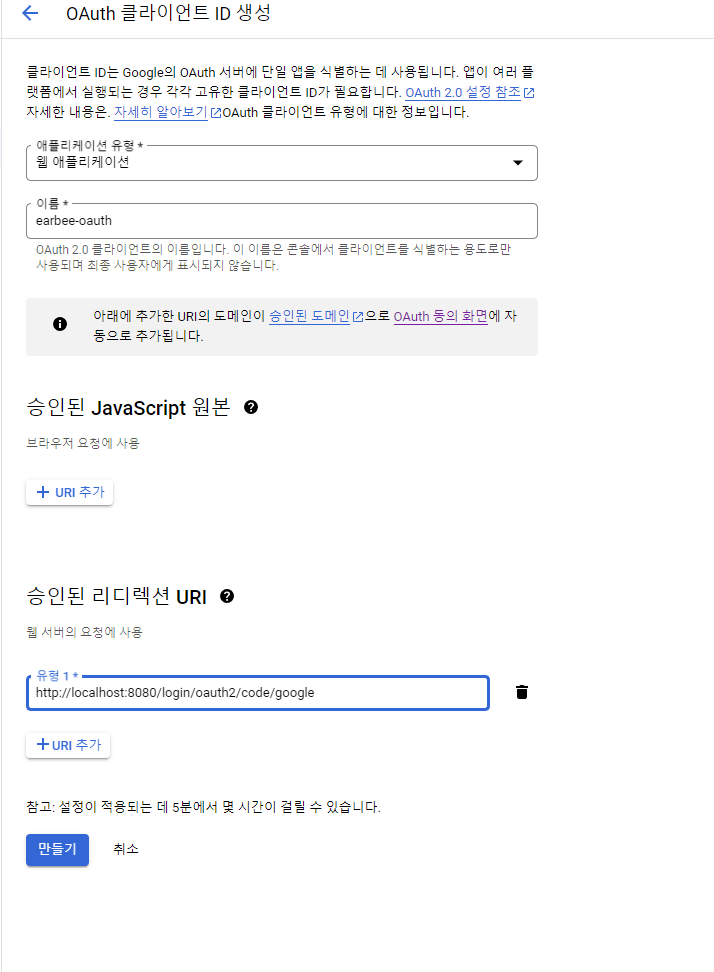 OAuth 클라이언트 ID 생성
클라이언트 ID는 Google의 OAuth 서버에 단일 앱을 식별하는 데 사용됩니다. 앱이 여러 플
랫폼에서 실행되는 경우 각각 고유한 클라이언트 ID가 필요합니다. OAuth 2.0 설정 참조
자세한 내용은. 자세히 알아보기 OAuth 클라이언트 유형에 대한 정보입니다.
애플리케이션 유형 *
웹 애플리케이션
이름 *
earbee-oauth
OAuth 2.0 클라이언트의 이름입니다. 이 이름은 콘솔에서 클라이언트를 식별하는 용도로만
사용되며 최종 사용자에게 표시되지 않습니다.
아래에 추가한 URI의 도메인이 승인된 도메인으로 OAuth 동의 화면에 자
동으로 추가됩니다.
승인된 JavaScript 원본
브라우저 요청에 사용
+ URI 추가
승인된 리디렉션 URI
웹 서버의 요청에 사용
유형 1 *
http://localhost:8080/login/oauth2/code/google
+ URI 추가
참고: 설정이 적용되는 데 5분에서 몇 시간이 걸릴 수 있습니다.
만들기 취소